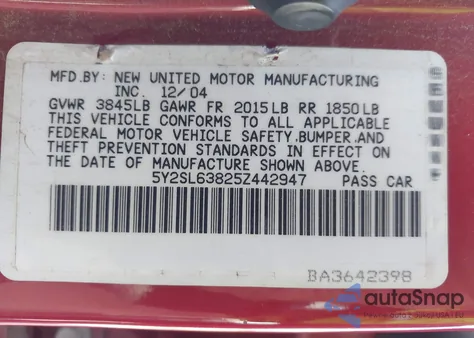 MFD.BY: NEW UNITED MOTOR MANUFACTURING
INC. 12/04
GVWR 3845LB GAWR FR 2015LB RR 1850LB
THIS VEHICLE CONFORMS TO ALL APPLICABLE
FEDERAL MOTOR VEHICLE SAFETY,BUMPER,AND
THEFT PREVENTION STANDARDS IN EFFECT ON
THE DATE OF MANUFACTURE SHOWN ABOVE.
5Y2SL63825Z442947 PASS CAR
BA3642398
autoSnap